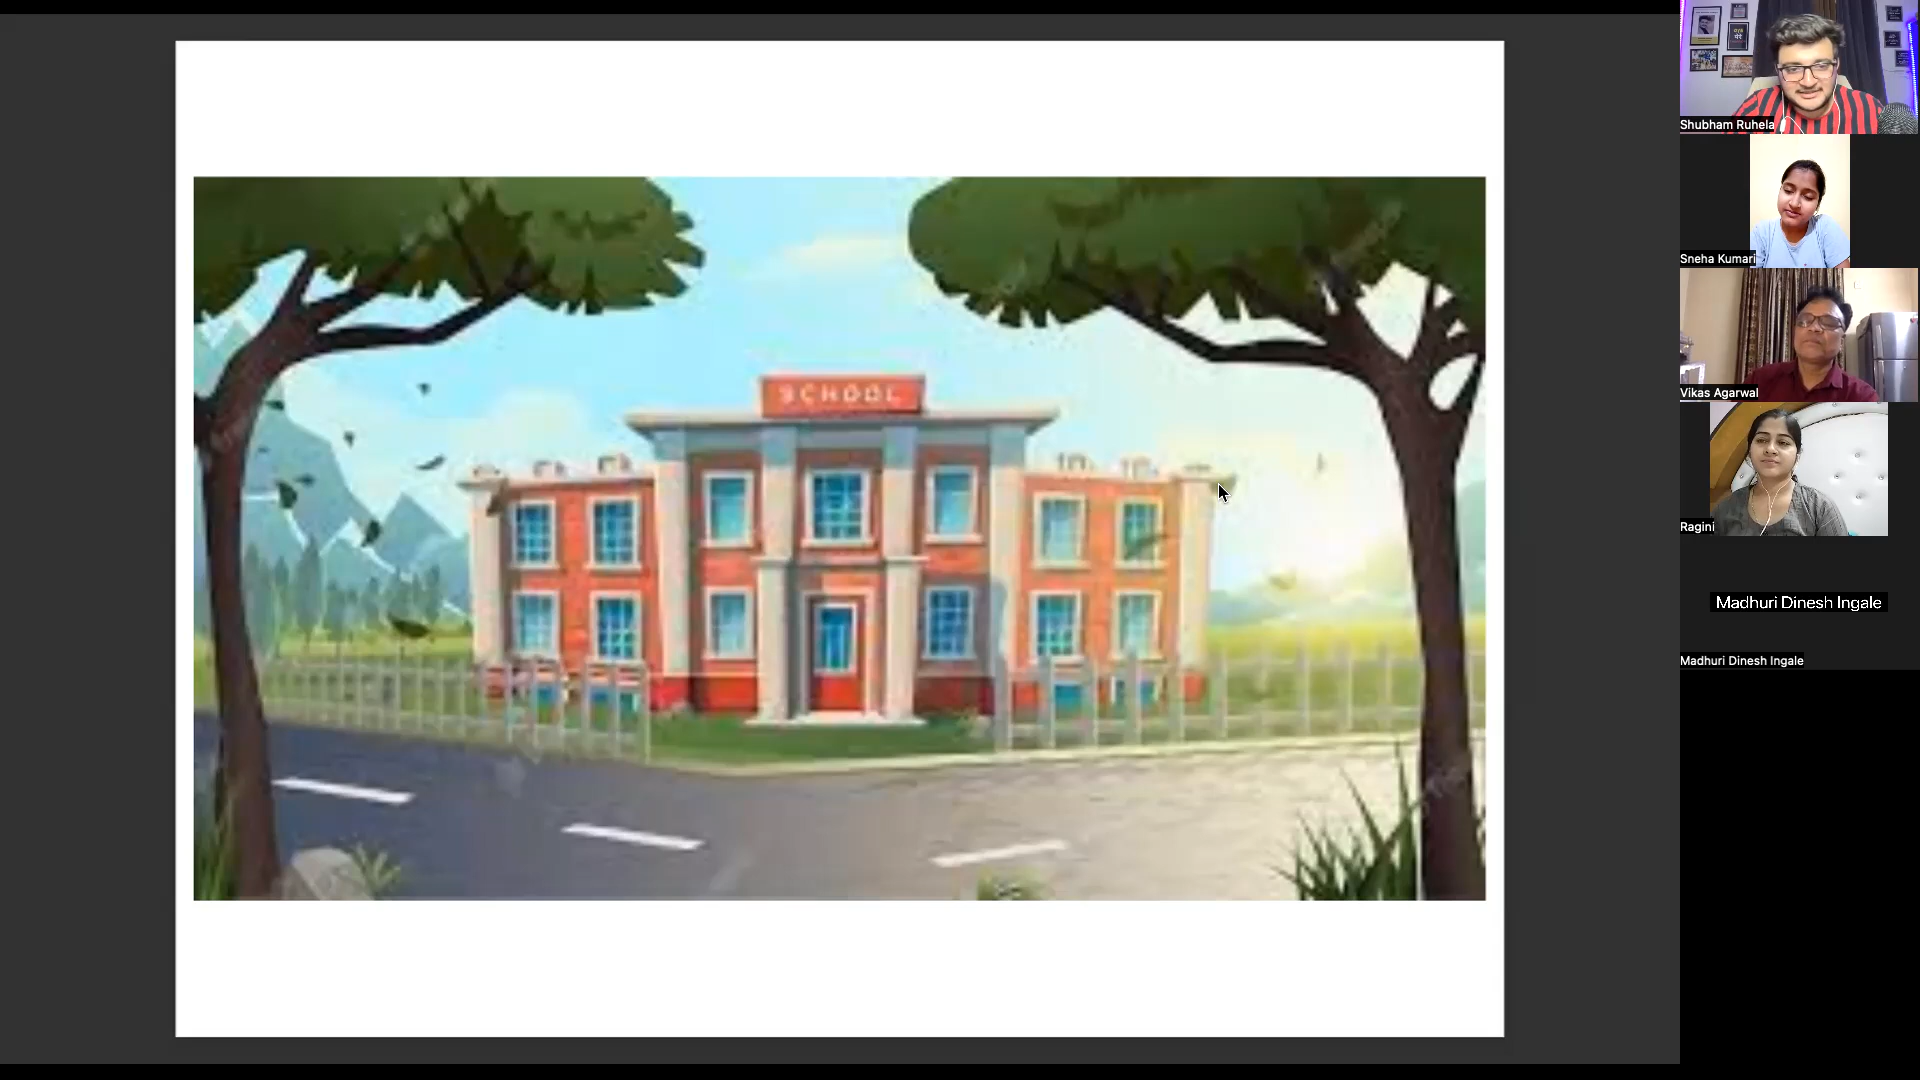 SCHOOL
Shubham Ruhela
Sneha Kumari
Vikas Agarwal
Ragini
Madhuri Dinesh Ingale
Madhuri Dinesh Ingale